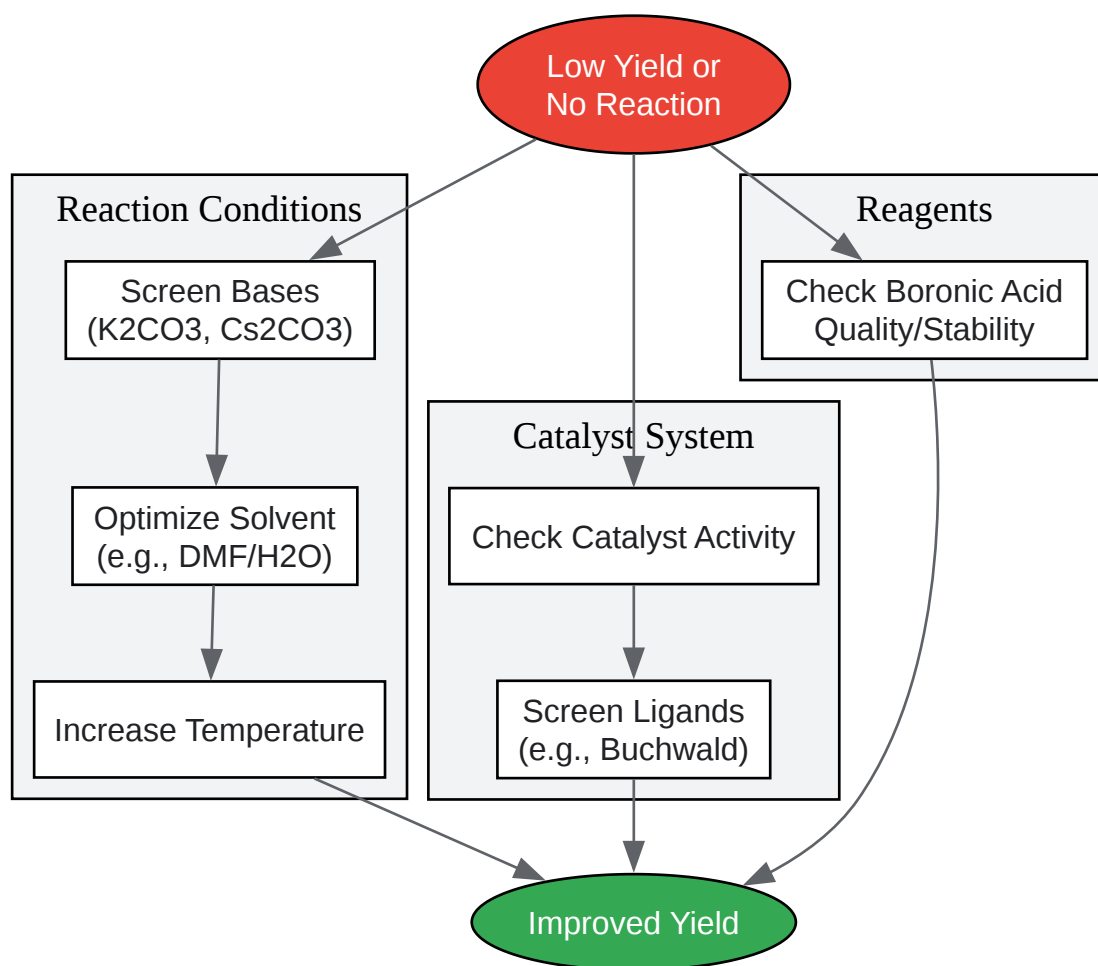 Low Yield or
No Reaction
Reaction Conditions
Screen Bases
(K2CO3, Cs2CO3)
Optimize Solvent
(e.g., DMF/H2O)
Increase Temperature
Catalyst System
Check Catalyst Activity
Screen Ligands
(e.g., Buchwald)
Reagents
Check Boronic Acid
Quality/Stability
Improved Yield